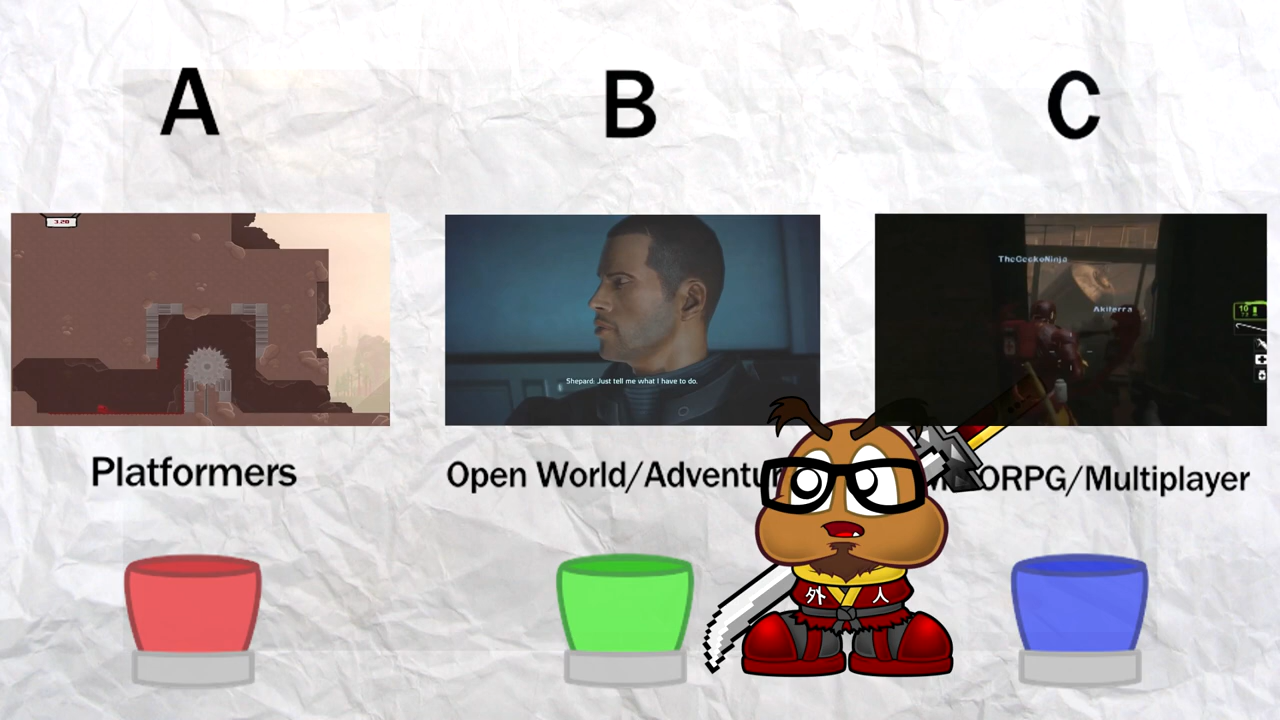 A
B
C
3.20
Shepard: Just tell me what I have to do.
TheGeckoNinja
Akiterra
Platformers
Open World/Adventu
ORPG/Multiplayer
外人